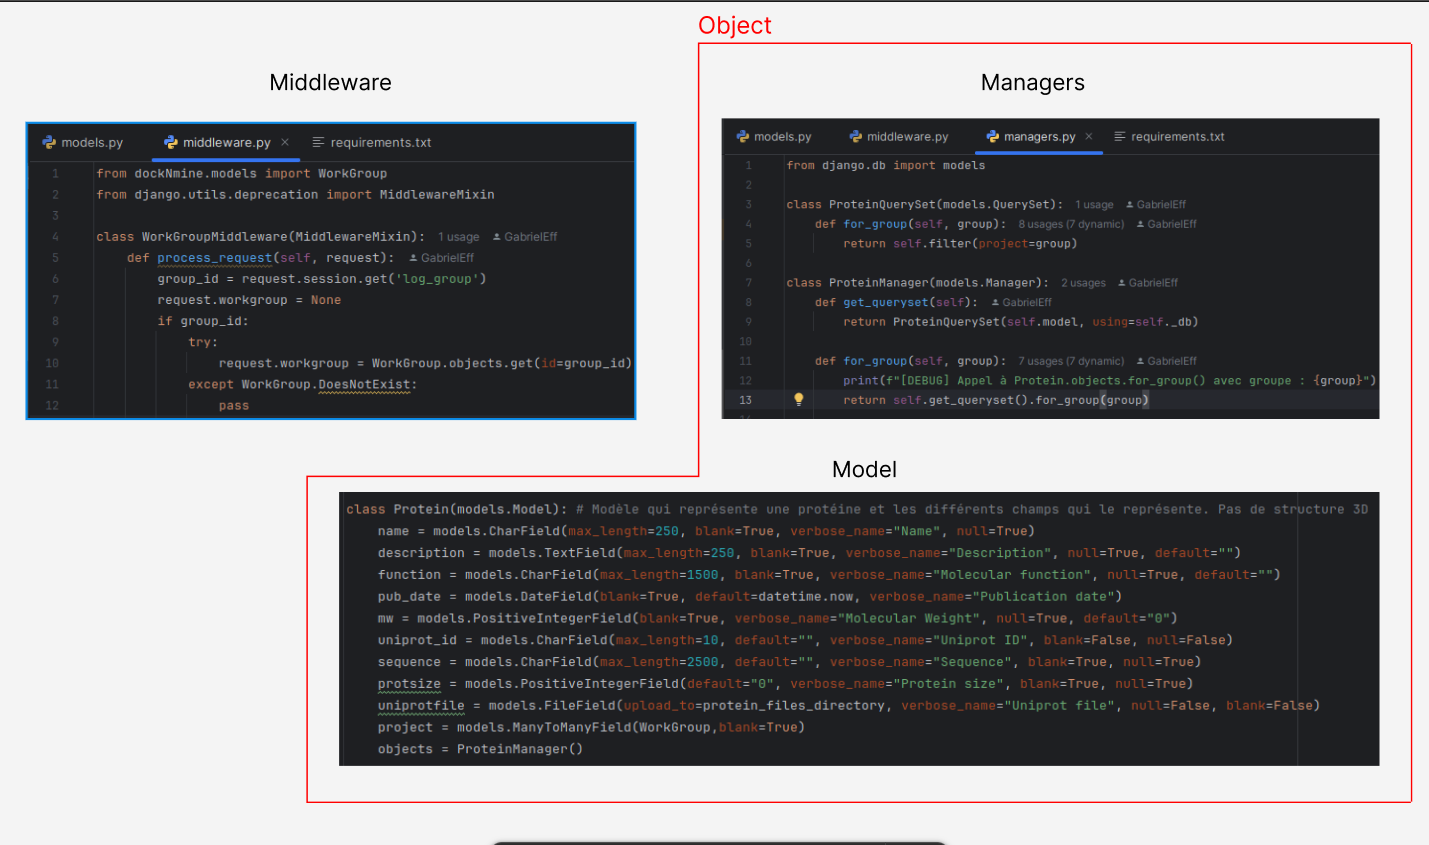 Object
Middleware
models.py middleware.py × requirements.txt
1 from dockNmine.models import WorkGroup
2 from django.utils.deprecation import MiddlewareMixin
3
4 class WorkGroupMiddleware(MiddlewareMixin): 1 usage GabrielEff
5 def process_request(self, request): GabrielEff
6 group_id = request.session.get('log_group')
7 request.workgroup = None
8 if group_id:
9 try:
10 request.workgroup = WorkGroup.objects.get(id=group_id)
11 except WorkGroup.DoesNotExist:
12 pass
Managers
models.py middleware.py managers.py × requirements.txt
1 from django.db import models
2
3 class ProteinQuerySet(models.QuerySet): 1 usage GabrielEff
4 def for_group(self, group): 8 usages (7 dynamic) GabrielEff
5 return self.filter(project=group)
6
7 class ProteinManager(models.Manager): 2 usages GabrielEff
8 def get_queryset(self): GabrielEff
9 return ProteinQuerySet(self.model, using=self._db)
10
11 def for_group(self, group): 7 usages (7 dynamic) GabrielEff
12 print(f"[DEBUG] Appel à Protein.objects.for_group() avec groupe : {group}")
13 return self.get_queryset().for_group(group)
Model
class Protein(models.Model): # Modèle qui représente une protéine et les différents champs qui le représente. Pas de structure 3D
name = models.CharField(max_length=250, blank=True, verbose_name="Name", null=True)
description = models.TextField(max_length=250, blank=True, verbose_name="Description", null=True, default="")
function = models.CharField(max_length=1500, blank=True, verbose_name="Molecular function", null=True, default="")
pub_date = models.DateField(blank=True, default=datetime.now, verbose_name="Publication date")
mw = models.PositiveIntegerField(blank=True, verbose_name="Molecular Weight", null=True, default="0")
uniprot_id = models.CharField(max_length=10, default="", verbose_name="Uniprot ID", blank=False, null=False)
sequence = models.CharField(max_length=2500, default="", verbose_name="Sequence", blank=True, null=True)
protsize = models.PositiveIntegerField(default="0", verbose_name="Protein size", blank=True, null=True)
uniprotfile = models.FileField(upload_to=protein_files_directory, verbose_name="Uniprot file", null=False, blank=False)
project = models.ManyToManyField(WorkGroup,blank=True)
objects = ProteinManager()